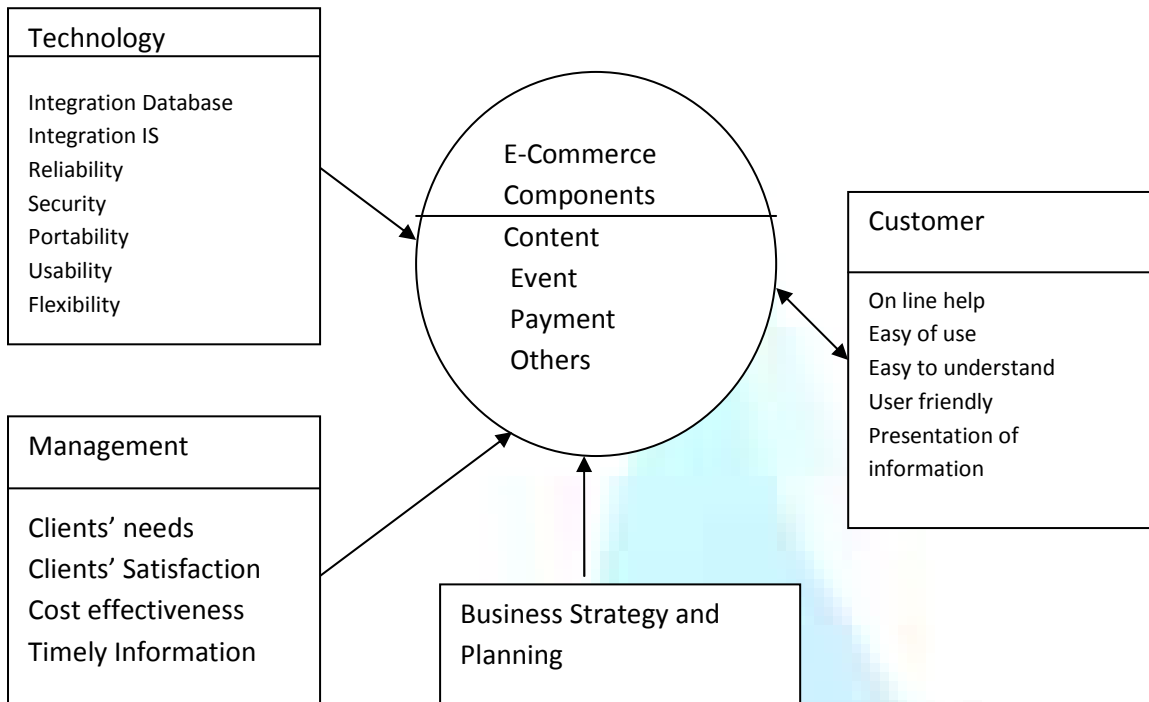 Technology
Integration Database
Integration IS
Reliability
Security
Portability
Usability
Flexibility
E-Commerce
Components
Content
Event
Payment
Others
Customer
On line help
Easy of use
Easy to understand
User friendly
Presentation of
information
Management
Clients’ needs
Clients’ Satisfaction
Cost effectiveness
Timely Information
Business Strategy and
Planning